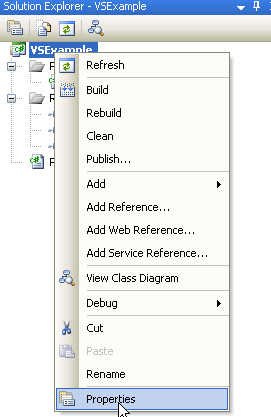 Solution Explorer - VSExample
VSExample
Refresh
Build
Rebuild
Clean
Publish...
Add
Add Reference...
Add Web Reference...
Add Service Reference...
View Class Diagram
Debug
Cut
Paste
Rename
Properties